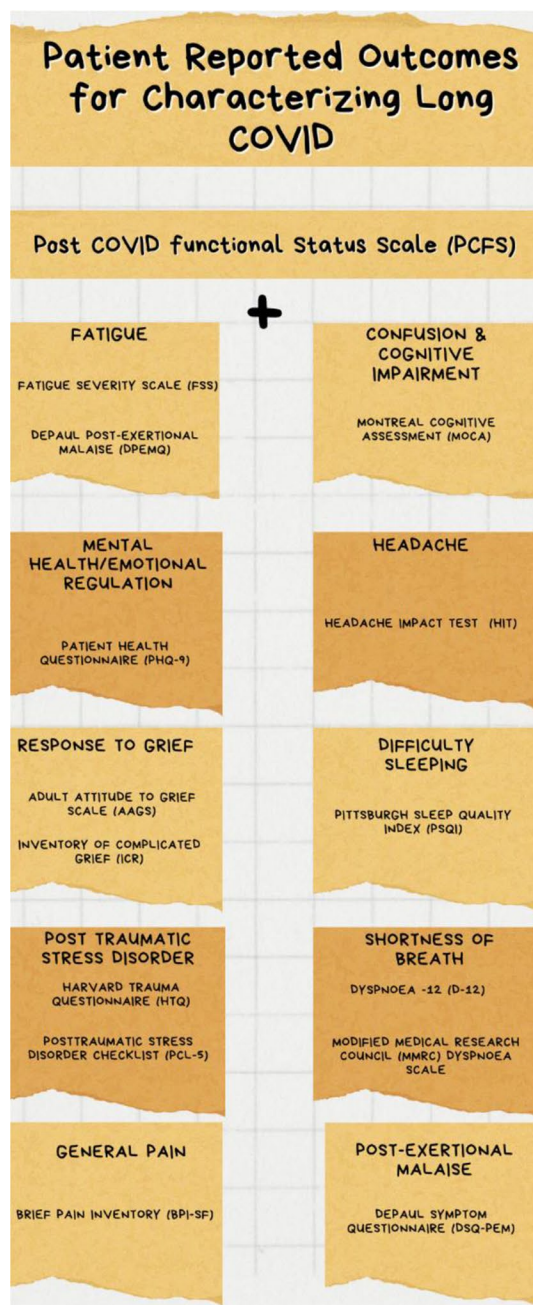 Patient Reported Outcomes
for Characterizing Long
COVID
Post COVID functional Status Scale (PCFS)
+
FATIGUE
FATIGUE SEVERITY SCALE (FSS)
DEPAUL POST-EXERTIONAL
MALAISE (DPEMQ)
CONFUSION &
COGNITIVE
IMPAIRMENT
MONTREAL COGNITIVE
ASSESSMENT (MOCA)
MENTAL
HEALTH/EMOTIONAL
REGULATION
PATIENT HEALTH
QUESTIONNAIRE (PHQ-9)
HEADACHE
HEADACHE IMPACT TEST (HIT)
RESPONSE TO GRIEF
ADULT ATTITUDE TO GRIEF
SCALE (AAGS)
INVENTORY OF COMPLICATED
GRIEF (ICR)
DIFFICULTY
SLEEPING
PITTSBURGH SLEEP QUALITY
INDEX (PSQI)
POST TRAUMATIC
STRESS DISORDER
HARVARD TRAUMA
QUESTIONNAIRE (HTQ)
POSTTRAUMATIC STRESS
DISORDER CHECKLIST (PCL-5)
SHORTNESS OF
BREATH
DYSPNOEA -12 (D-12)
MODIFIED MEDICAL RESEARCH
COUNCIL (MMRC) DYSPNOEA
SCALE
GENERAL PAIN
BRIEF PAIN INVENTORY (BPI-SF)
POST-EXERTIONAL
MALAISE
DEPAUL SYMPTOM
QUESTIONNAIRE (DSQ-PEM)